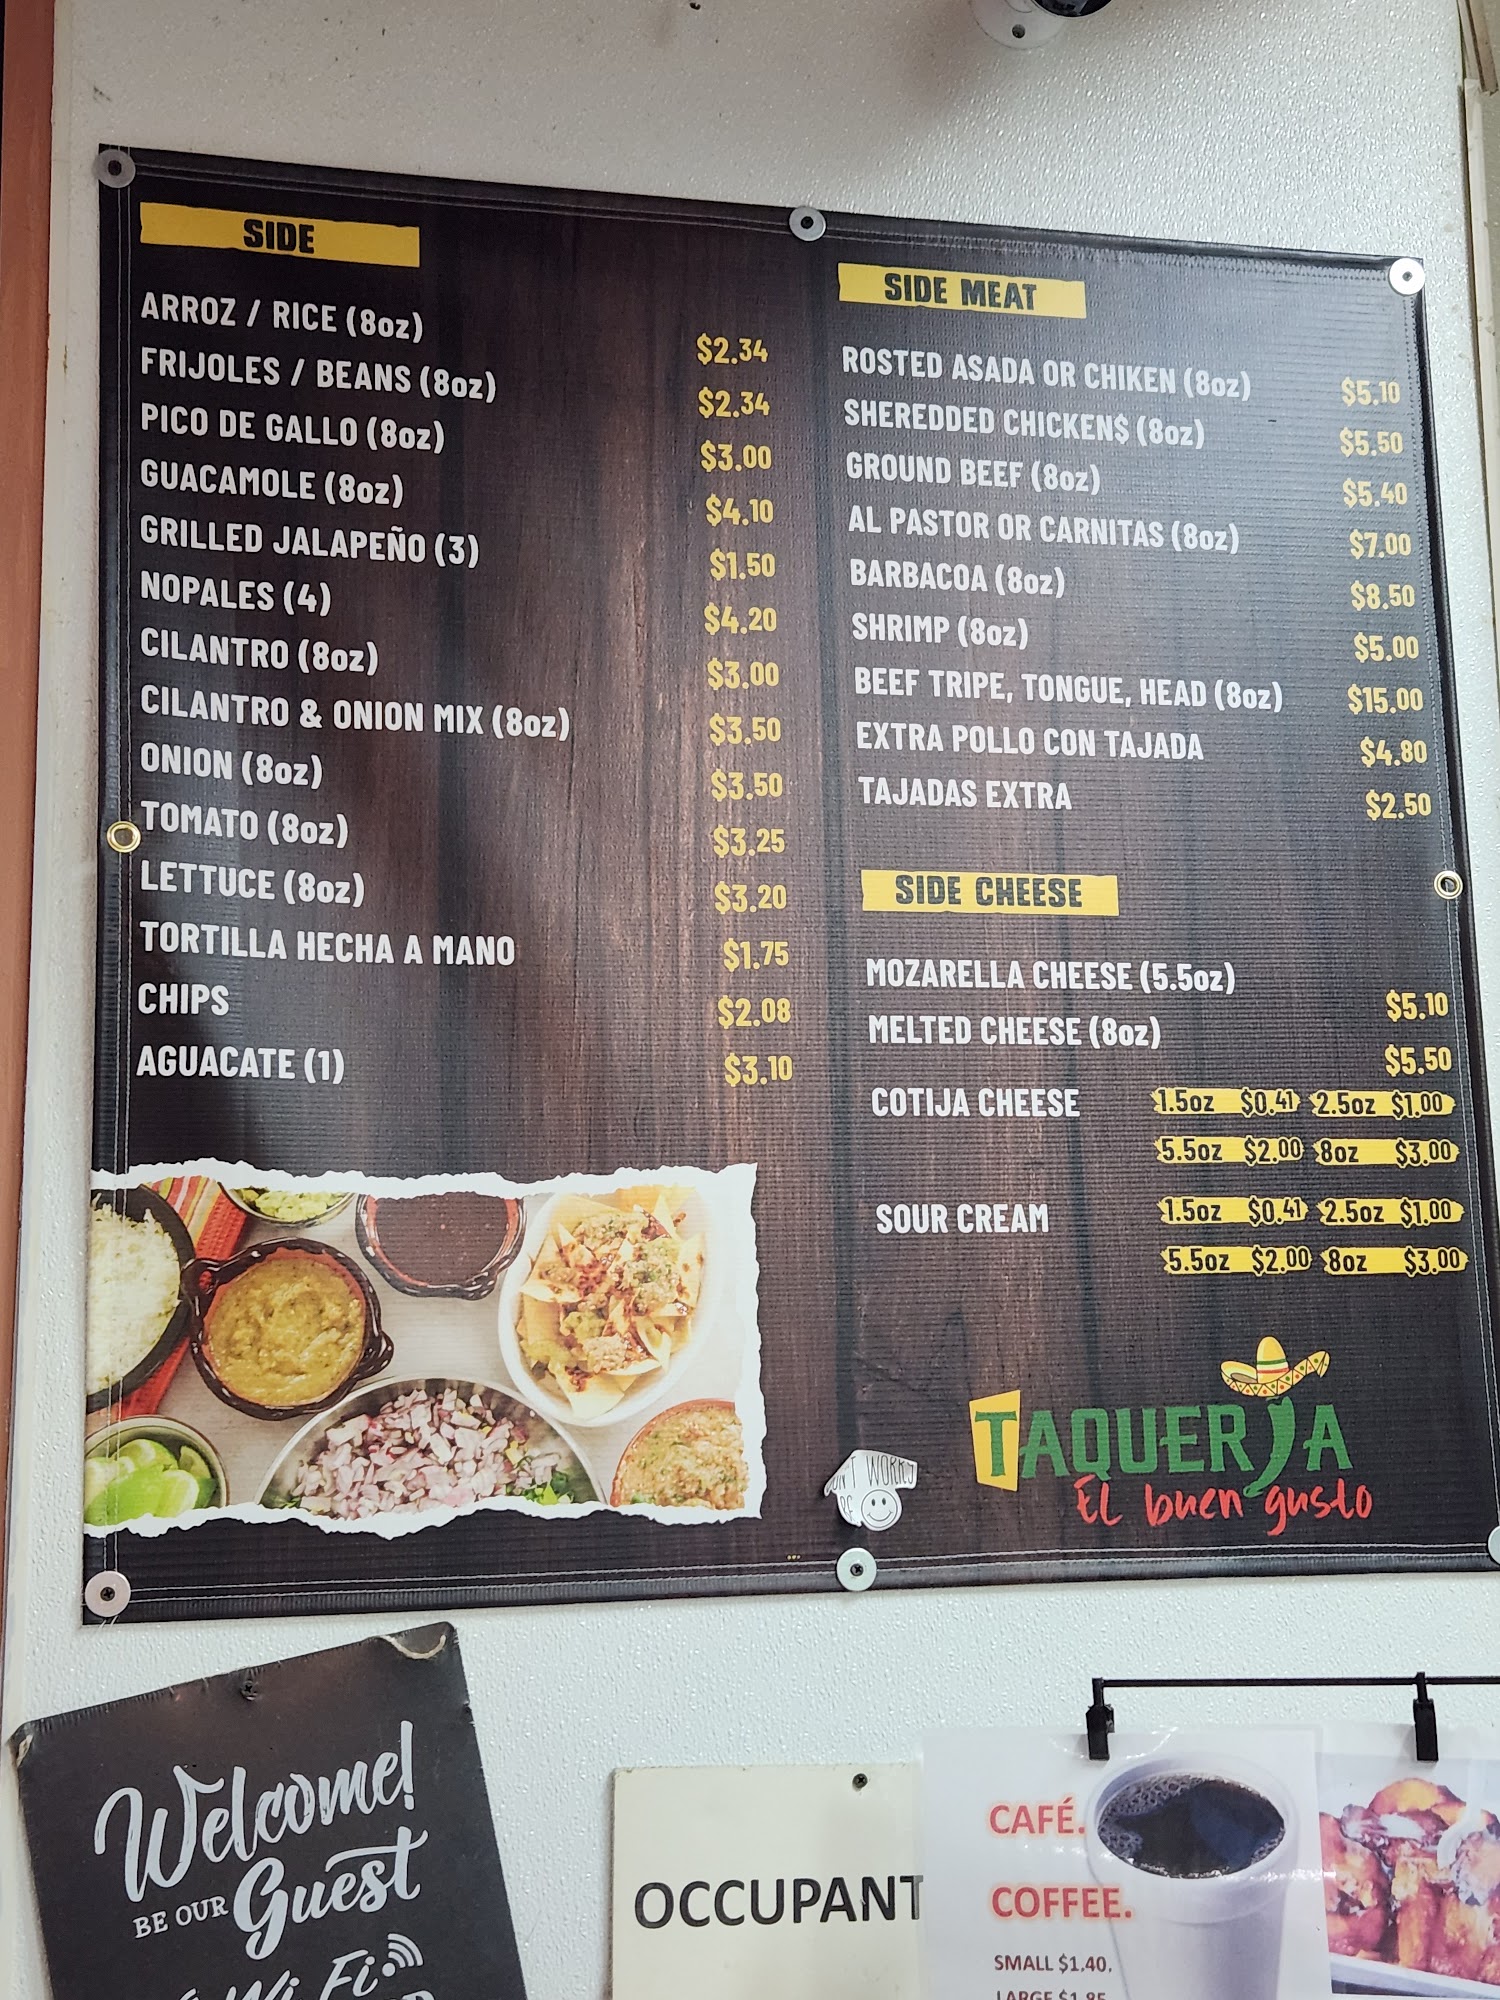 SIDE
ARROZ / RICE (8oz) $2.34
FRIJOLES / BEANS (8oz) $2.34
PICO DE GALLO (8oz) $3.00
GUACAMOLE (8oz) $4.10
GRILLED JALAPEÑO (3) $1.50
NOPALES (4) $4.20
CILANTRO (8oz) $3.00
CILANTRO & ONION MIX (8oz) $3.50
ONION (8oz) $3.50
TOMATO (8oz) $3.25
LETTUCE (8oz) $3.20
TORTILLA HECHA A MANO $1.75
CHIPS $2.08
AGUACATE (1) $3.10
SIDE MEAT
ROSTED ASADA OR CHIKEN (8oz) $5.10
SHEREDDED CHICKEN$ (8oz) $5.50
GROUND BEEF (8oz) $5.40
AL PASTOR OR CARNITAS (8oz) $7.00
BARBACOA (8oz) $8.50
SHRIMP (8oz) $5.00
BEEF TRIPE, TONGUE, HEAD (8oz) $15.00
EXTRA POLLO CON TAJADA $4.80
TAJADAS EXTRA $2.50
SIDE CHEESE
MOZARELLA CHEESE (5.5oz) $5.10
MELTED CHEESE (8oz) $5.50
COTIJA CHEESE 1.5oz $0.41 2.5oz $1.00
5.5oz $2.00 8oz $3.00
SOUR CREAM 1.5oz $0.41 2.5oz $1.00
5.5oz $2.00 8oz $3.00
WORRY
BE
TAQUERIA
El buen gusto
Welcome!
BE OUR Guest
Wi Fi
OCCUPANT
CAFÉ.
COFFEE.
SMALL $1.40,
LARGE $1.85